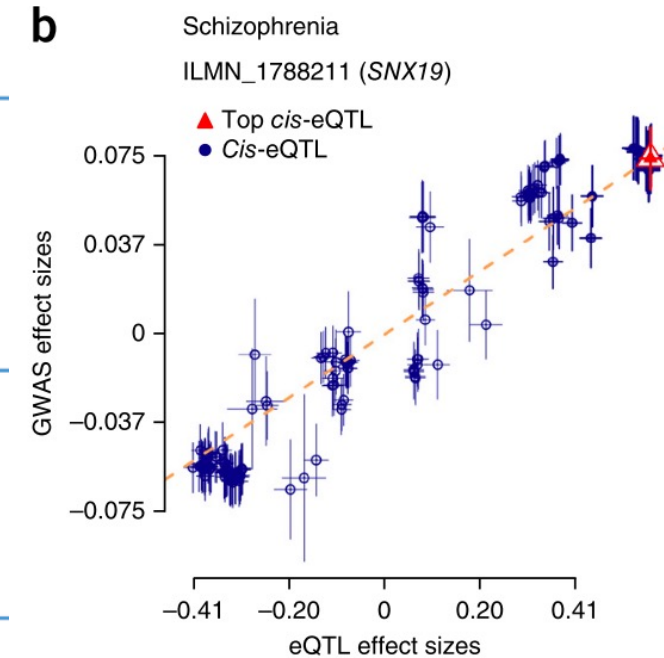 b
Schizophrenia
ILMN_1788211 (SNX19)
Top cis-eQTL
Cis-eQTL
0.075
0.037
0
−0.037
−0.075
GWAS effect sizes
−0.41 −0.20 0 0.20 0.41
eQTL effect sizes